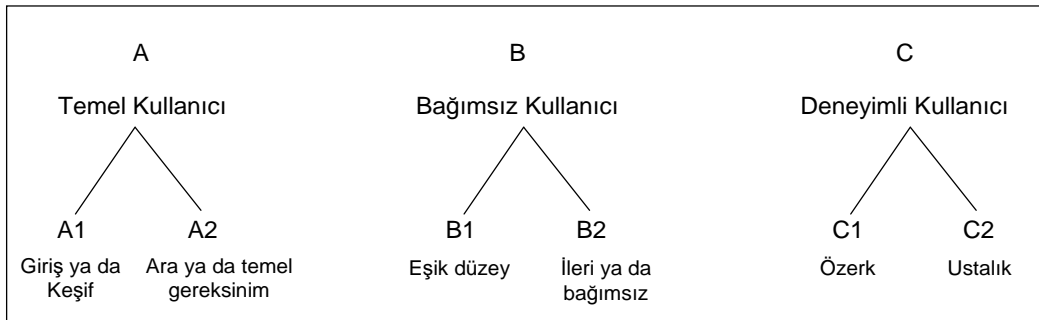 A
B
C
Temel Kullanıcı
Bağımsız Kullanıcı
Deneyimli Kullanıcı
A1
A2
B1
B2
C1
C2
Giriş ya da
Keşif
Ara ya da temel
gereksinim
Eşik düzey
İleri ya da
bağımsız
Özerk
Ustalık